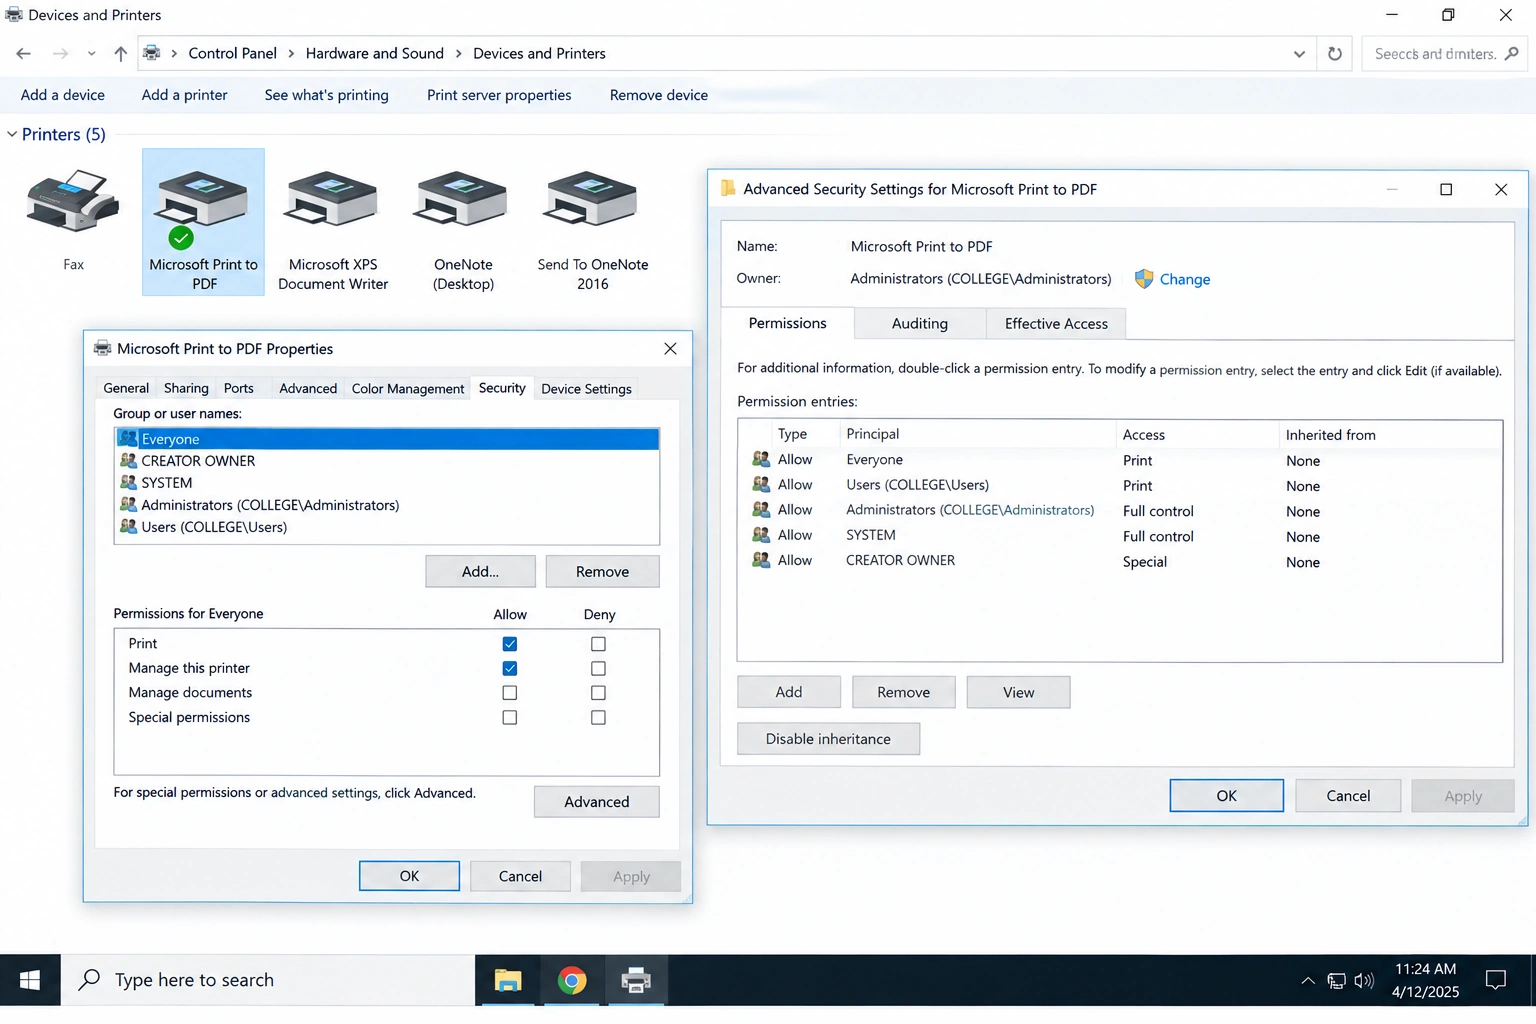 Devices and Printers
Control Panel > Hardware and Sound > Devices and Printers
Seeccs and dmiters.
Add a device Add a printer See what's printing Print server properties Remove device
Printers (5)
Fax
Microsoft Print to
PDF
Microsoft XPS
Document Writer
OneNote
(Desktop)
Send To OneNote
2016
Microsoft Print to PDF Properties
General Sharing Ports Advanced Color Management Security Device Settings
Group or user names:
Everyone
CREATOR OWNER
SYSTEM
Administrators (COLLEGE\Administrators)
Users (COLLEGE\Users)
Add... Remove
Permissions for Everyone Allow Deny
Print
Manage this printer
Manage documents
Special permissions
For special permissions or advanced settings, click Advanced.
Advanced
OK Cancel Apply
Advanced Security Settings for Microsoft Print to PDF
Name: Microsoft Print to PDF
Owner: Administrators (COLLEGE\Administrators) Change
Permissions Auditing Effective Access
For additional information, double-click a permission entry. To modify a permission entry, select the entry and click Edit (if available).
Permission entries:
Type Principal Access Inherited from
Allow Everyone Print None
Allow Users (COLLEGE\Users) Print None
Allow Administrators (COLLEGE\Administrators) Full control None
Allow SYSTEM Full control None
Allow CREATOR OWNER Special None
Add Remove View
Disable inheritance
OK Cancel Apply
Type here to search
11:24 AM
4/12/2025